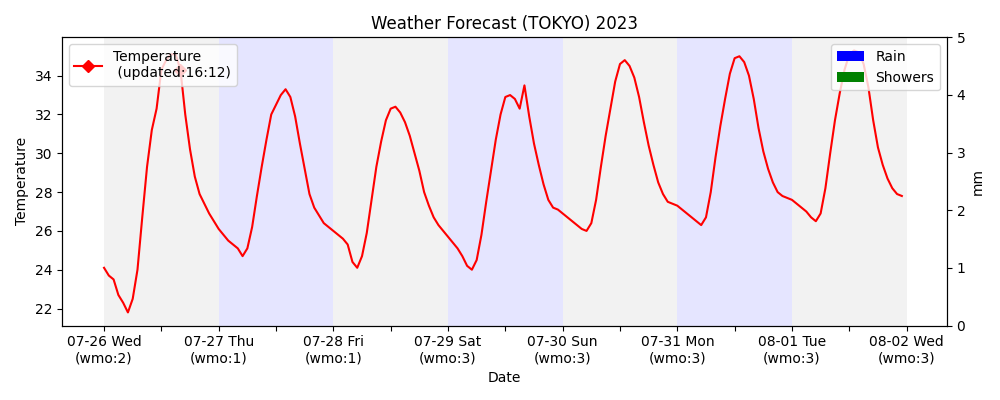 Weather Forecast (TOKYO) 2023
Temperature
(updated:16:12)
Rain
Showers
34
32
30
28
26
24
22
Temperature
5
4
3
2
1
0
mm
07-26 Wed
(wmo:2)
07-27 Thu
(wmo:1)
07-28 Fri
(wmo:1)
07-29 Sat
(wmo:3)
07-30 Sun
(wmo:3)
07-31 Mon
(wmo:3)
08-01 Tue
(wmo:3)
08-02 Wed
(wmo:3)
Date